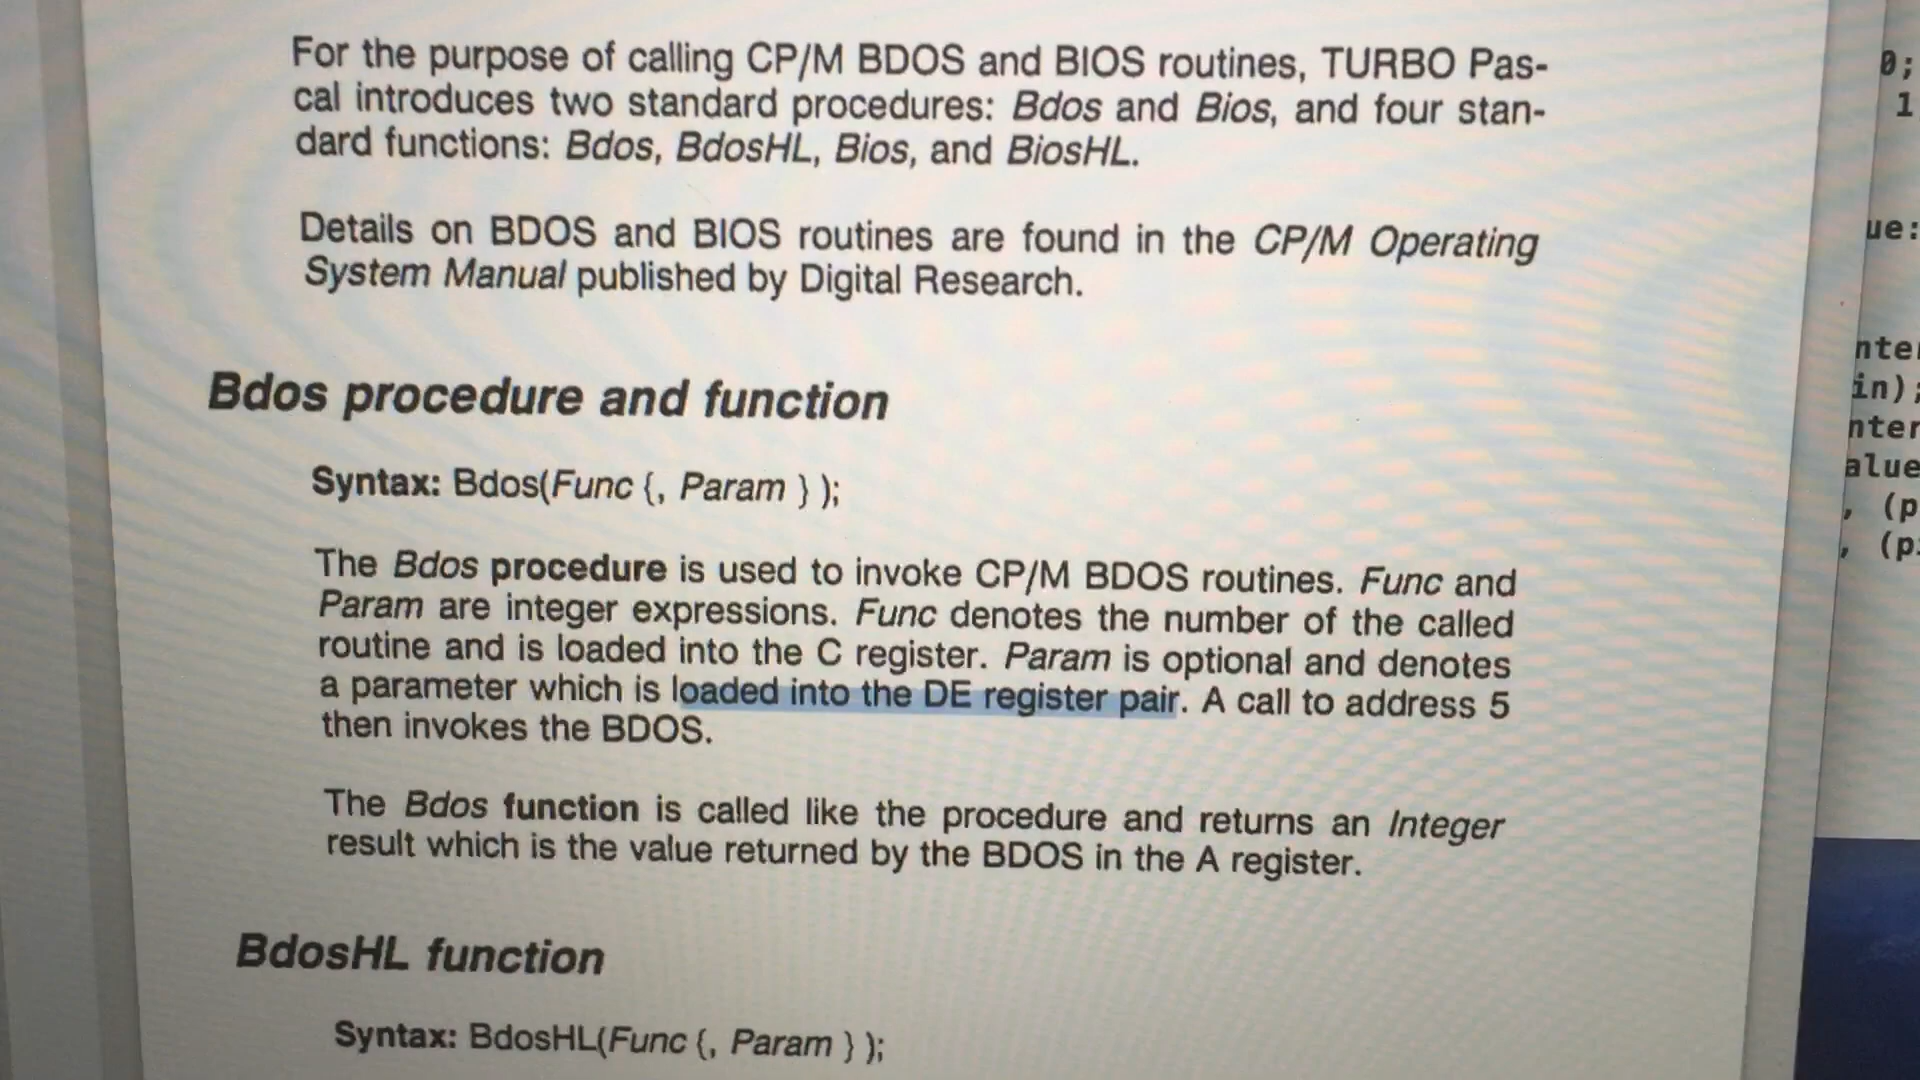 For the purpose of calling CP/M BDOS and BIOS routines, TURBO Pas-
cal introduces two standard procedures: Bdos and Bios, and four stan-
dard functions: Bdos, BdosHL, Bios, and BiosHL.
Details on BDOS and BIOS routines are found in the CP/M Operating
System Manual published by Digital Research.
Bdos procedure and function
Syntax: Bdos(Func {, Param } );
The Bdos procedure is used to invoke CP/M BDOS routines. Func and
Param are integer expressions. Func denotes the number of the called
routine and is loaded into the C register. Param is optional and denotes
a parameter which is loaded into the DE register pair. A call to address 5
then invokes the BDOS.
The Bdos function is called like the procedure and returns an Integer
result which is the value returned by the BDOS in the A register.
BdosHL function
Syntax: BdosHL(Func {, Param } );
0;
1
ue:
in);
, (p